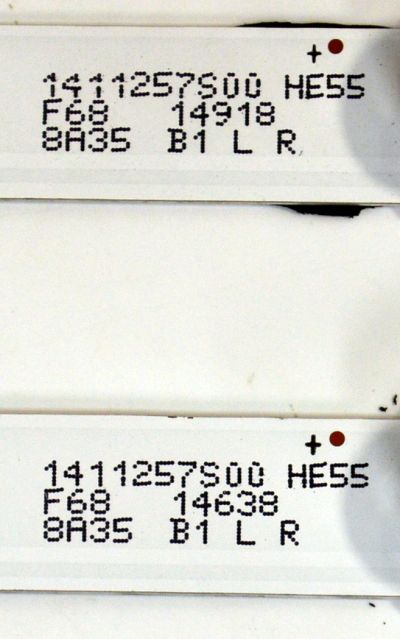 +
1411257S00 HE55
F68 14918
8A35 B1 L R
+
1411257S00 HE55
F68 14638
8A35 B1 L R